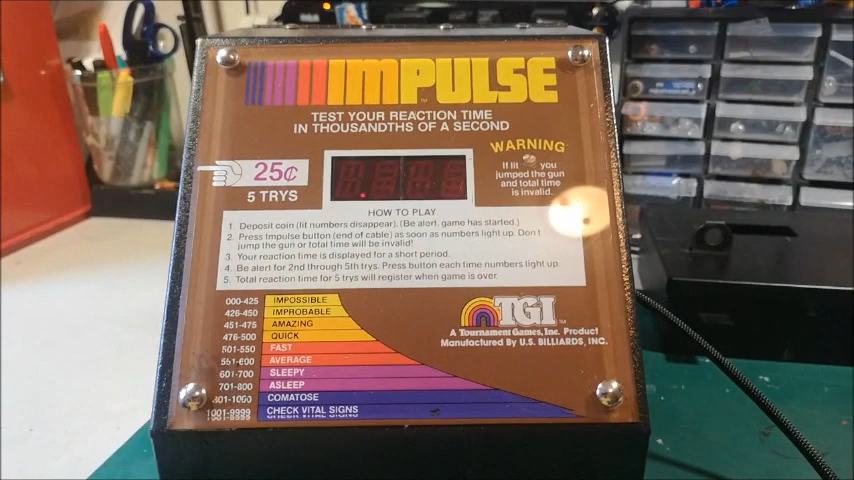 IMPULSE
TEST YOUR REACTION TIME
IN THOUSANDTHS OF A SECOND
WARNING
If lit you
jumped the gun
and total time
is invalid.
25¢
5 TRYS
HOW TO PLAY
1. Deposit coin (lit numbers disappear). (Be alert, game has started.)
2. Press Impulse button (end of cable) as soon as numbers light up. Don't
jump the gun or total time will be invalid!
3. Your reaction time is displayed for a short period.
4. Be alert for 2nd through 5th trys. Press button each time numbers light up.
5. Total reaction time for 5 trys will register when game is over.
000-425 IMPOSSIBLE
426-450 IMPROBABLE
451-475 AMAZING
476-500 QUICK
501-550 FAST
551-600 AVERAGE
601-700 SLEEPY
701-800 ASLEEP
801-1000 COMATOSE
1001-9999 CHECK VITAL SIGNS
TGI TM
A Tournament Games, Inc. Product
Manufactured By U.S. BILLIARDS, INC.